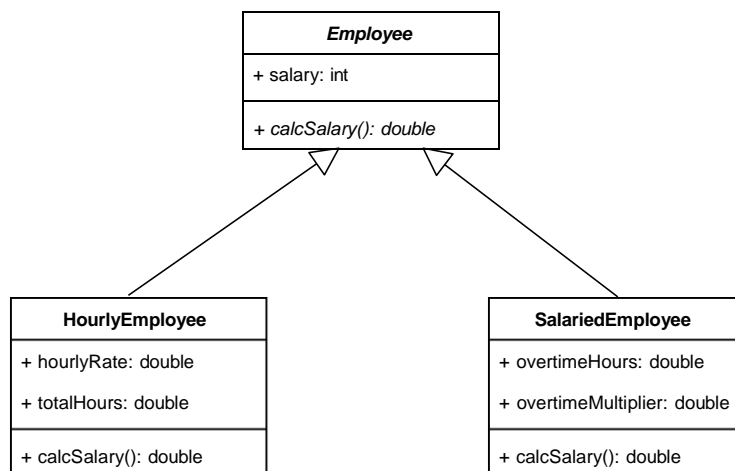 Employee
+ salary: int
+ calcSalary(): double
HourlyEmployee
+ hourlyRate: double
+ totalHours: double
+ calcSalary(): double
SalariedEmployee
+ overtimeHours: double
+ overtimeMultiplier: double
+ calcSalary(): double